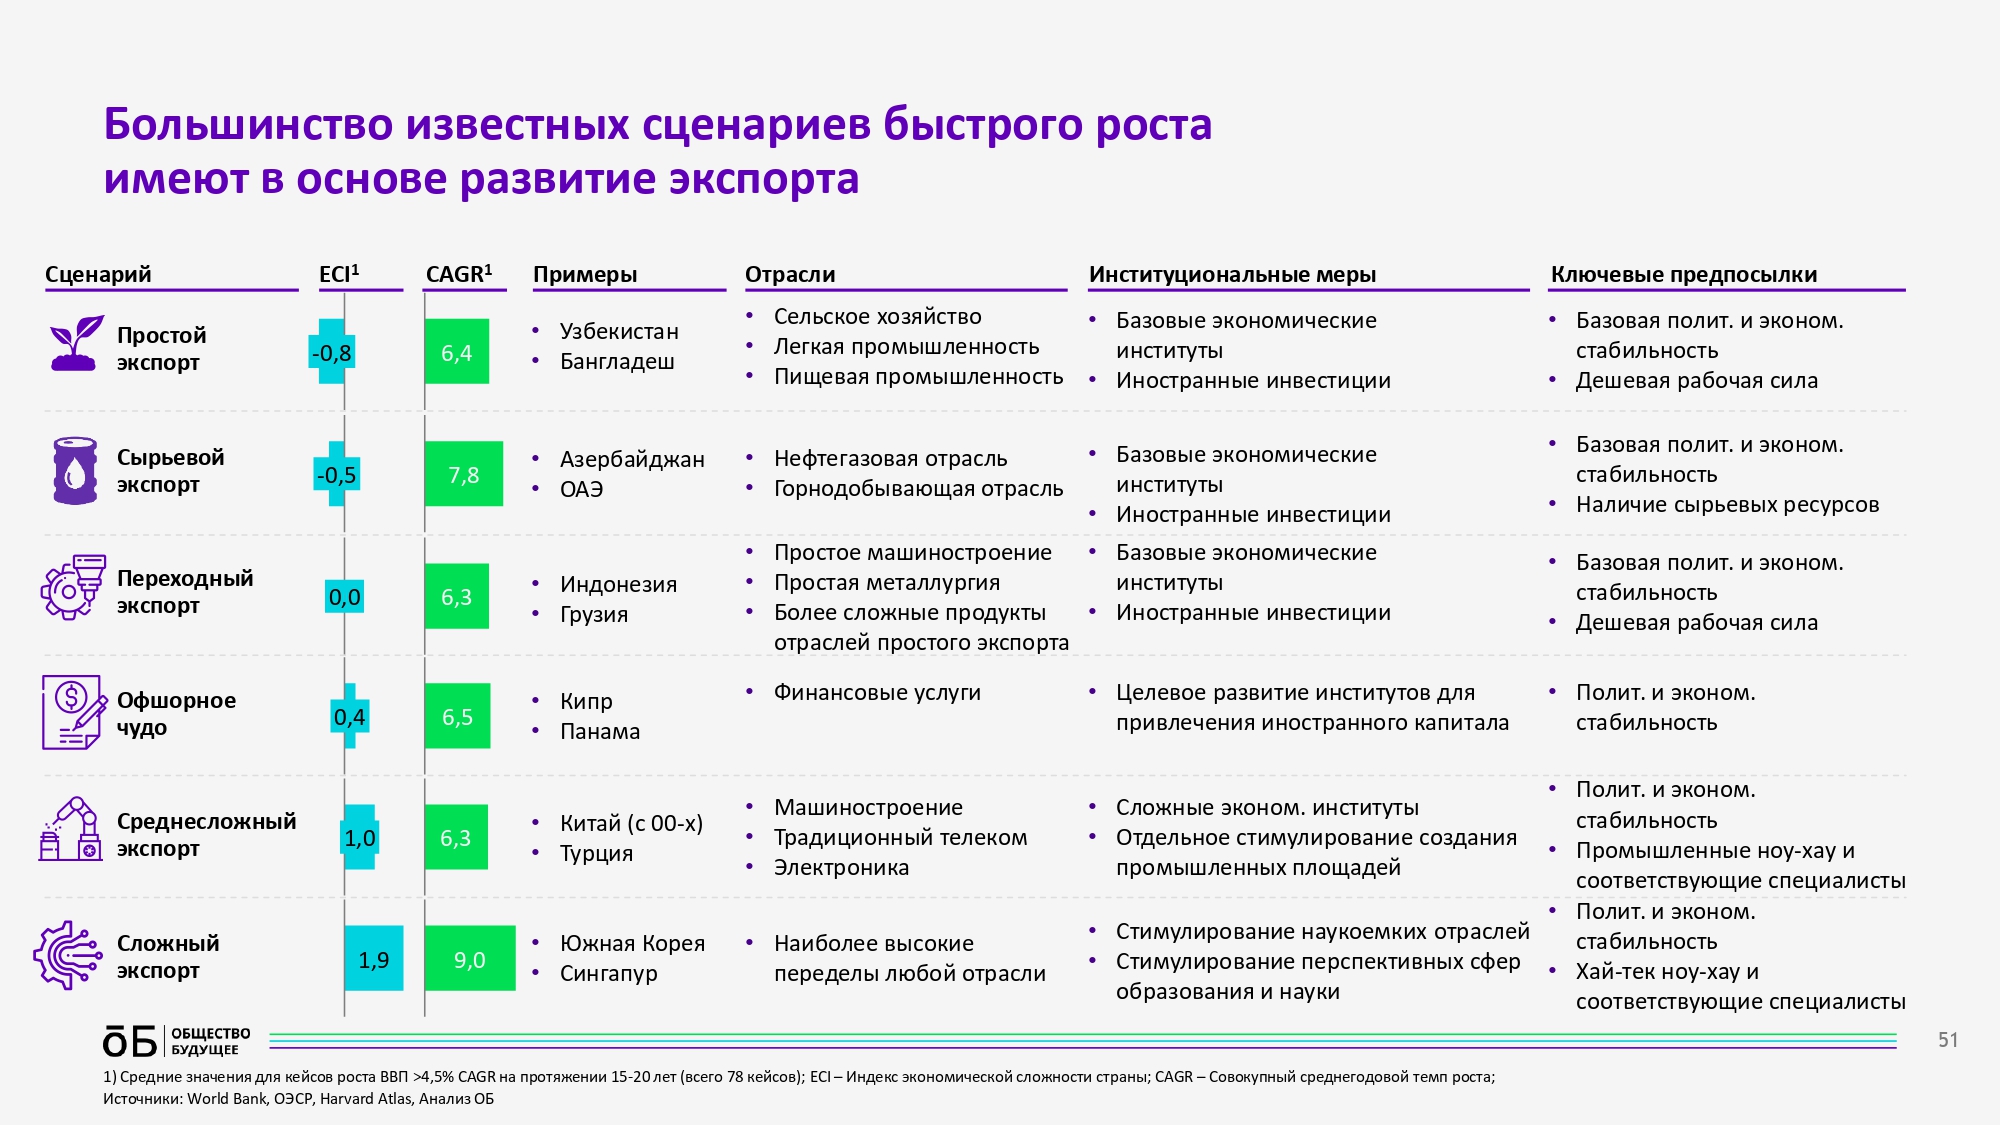 Большинство известных сценариев быстрого роста
имеют в основе развитие экспорта
Сценарий
ECI¹
CAGR¹
Примеры
Отрасли
Институциональные меры
Ключевые предпосылки
Простой
экспорт
-0,8
6,4
• Узбекистан
• Бангладеш
• Сельское хозяйство
• Легкая промышленность
• Пищевая промышленность
• Базовые экономические
институты
• Иностранные инвестиции
• Базовая полит. и эконом.
стабильность
• Дешевая рабочая сила
Сырьевой
экспорт
-0,5
7,8
• Азербайджан
• ОАЭ
• Нефтегазовая отрасль
• Горнодобывающая отрасль
• Базовые экономические
институты
• Иностранные инвестиции
• Базовая полит. и эконом.
стабильность
• Наличие сырьевых ресурсов
Переходный
экспорт
0,0
6,3
• Индонезия
• Грузия
• Простое машиностроение
• Простая металлургия
• Более сложные продукты
отраслей простого экспорта
• Базовые экономические
институты
• Иностранные инвестиции
• Базовая полит. и эконом.
стабильность
• Дешевая рабочая сила
Офшорное
чудо
0,4
6,5
• Кипр
• Панама
• Финансовые услуги
• Целевое развитие институтов для
привлечения иностранного капитала
• Полит. и эконом.
стабильность
Среднесложный
экспорт
1,0
6,3
• Китай (с 00-х)
• Турция
• Машиностроение
• Традиционный телеком
• Электроника
• Сложные эконом. институты
• Отдельное стимулирование создания
промышленных площадей
• Полит. и эконом.
стабильность
• Промышленные ноу-хау и
соответствующие специалисты
Сложный
экспорт
1,9
9,0
• Южная Корея
• Сингапур
• Наиболее высокие
переделы любой отрасли
• Стимулирование наукоемких отраслей
• Стимулирование перспективных сфер
образования и науки
• Полит. и эконом.
стабильность
• Хай-тек ноу-хау и
соответствующие специалисты
ōБ
ОБЩЕСТВО
БУДУЩЕЕ
51
1) Средние значения для кейсов роста ВВП >4,5% CAGR на протяжении 15-20 лет (всего 78 кейсов); ECI – Индекс экономической сложности страны; CAGR – Совокупный среднегодовой темп роста;
Источники: World Bank, ОЭСР, Harvard Atlas, Анализ ОБ